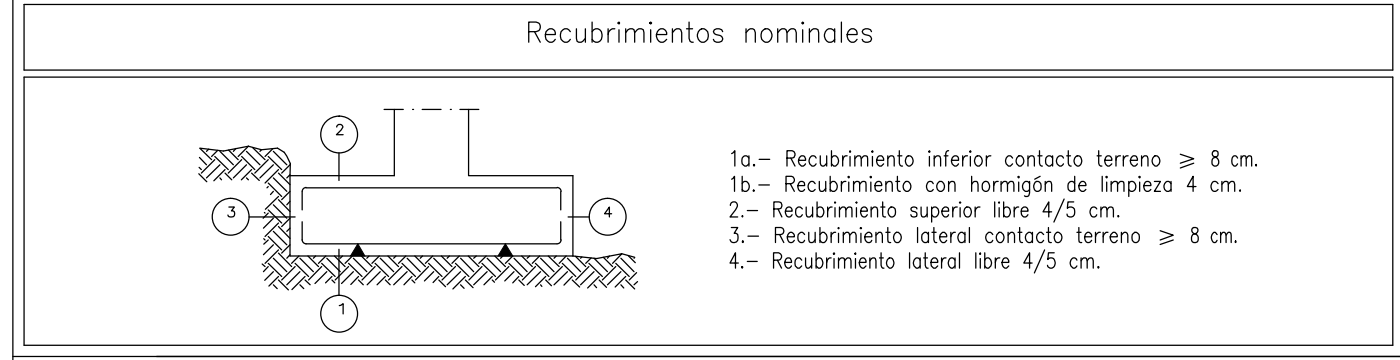 Recubrimientos nominales
2
3
4
1
1a.– Recubrimiento inferior contacto terreno ⩾ 8 cm.
1b.– Recubrimiento con hormigón de limpieza 4 cm.
2.– Recubrimiento superior libre 4/5 cm.
3.– Recubrimiento lateral contacto terreno ⩾ 8 cm.
4.– Recubrimiento lateral libre 4/5 cm.